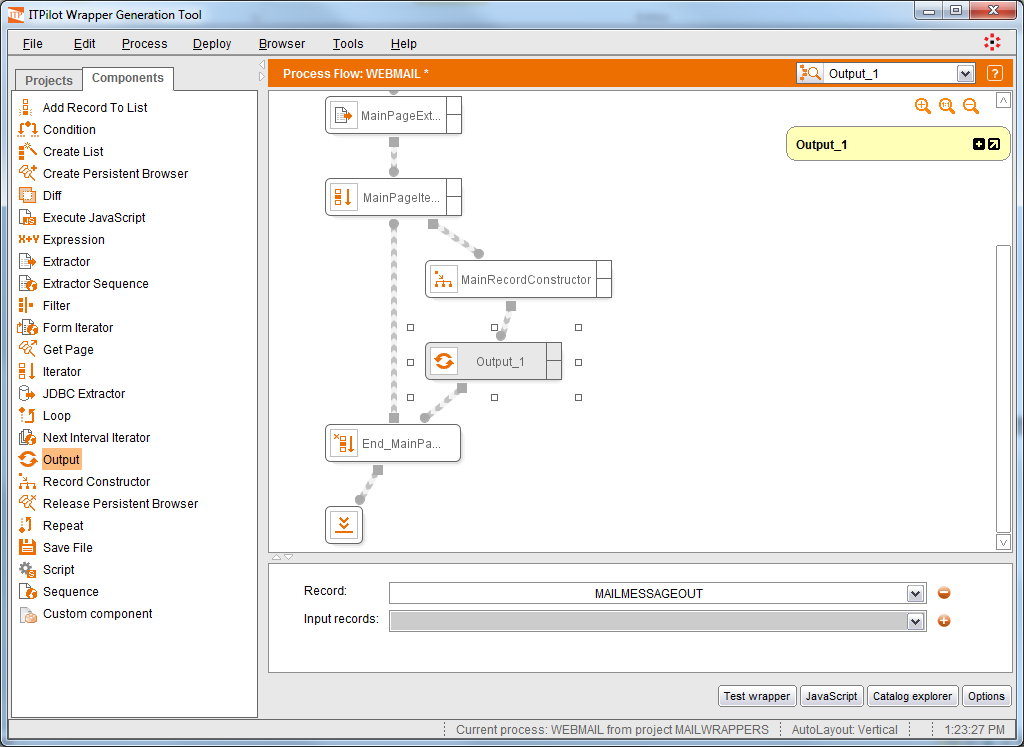 ITPilot Wrapper Generation Tool
File Edit Process Deploy Browser Tools Help
Projects Components
Process Flow: WEBMAIL *
Output_1
?
Add Record To List
Condition
Create List
Create Persistent Browser
Diff
Execute JavaScript
Expression
Extractor
Extractor Sequence
Filter
Form Iterator
Get Page
Iterator
JDBC Extractor
Loop
Next Interval Iterator
Output
Record Constructor
Release Persistent Browser
Repeat
Save File
Script
Sequence
Custom component
MainPageExt...
Output_1
MainPageIte...
MainRecordConstructor
Output_1
End_MainPa...
Record: MAILMESSAGEOUT
Input records:
Test wrapper JavaScript Catalog explorer Options
Current process: WEBMAIL from project MAILWRAPPERS AutoLayout: Vertical 1:23:27 PM